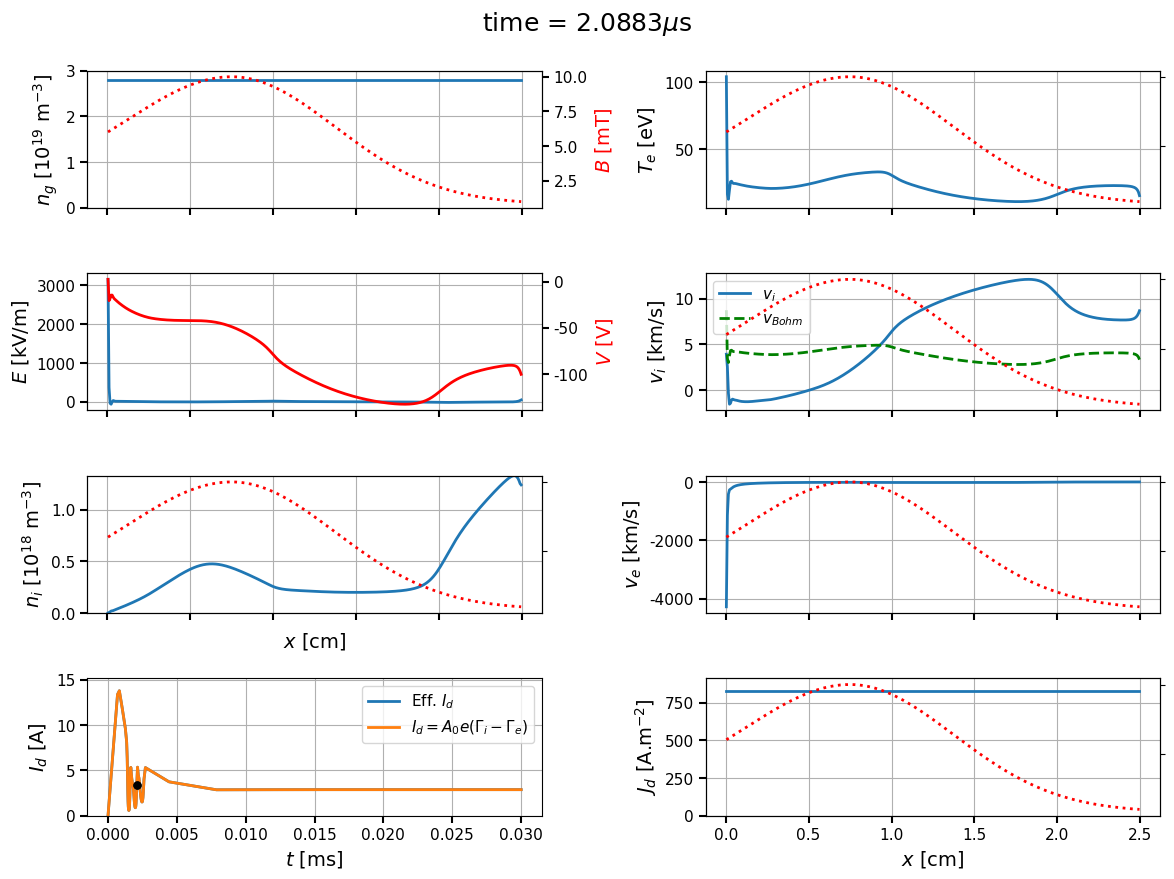 time = 2.0883μs
n_g [10^19 m^-3]
3
2
1
0
10.0
7.5
5.0
2.5
B [mT]
T_e [eV]
100
50
E [kV/m]
3000
2000
1000
0
0
-50
-100
V [V]
v_i [km/s]
10
5
0
v_i
v_Bohm
n_i [10^18 m^-3]
1.0
0.5
0.0
x [cm]
v_e [km/s]
0
-2000
-4000
I_d [A]
15
10
5
0
Eff. I_d
I_d = A_0e(Γ_i − Γ_e)
0.000 0.005 0.010 0.015 0.020 0.025 0.030
t [ms]
J_d [A.m^-2]
750
500
250
0
0.0 0.5 1.0 1.5 2.0 2.5
x [cm]